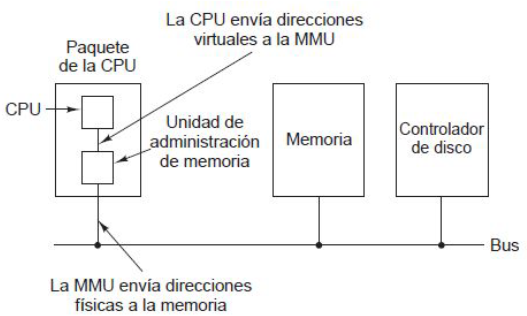 La CPU envía direcciones
virtuales a la MMU
Paquete
de la CPU
CPU
Unidad de
administración
de memoria
Memoria
Controlador
de disco
Bus
La MMU envía direcciones
físicas a la memoria